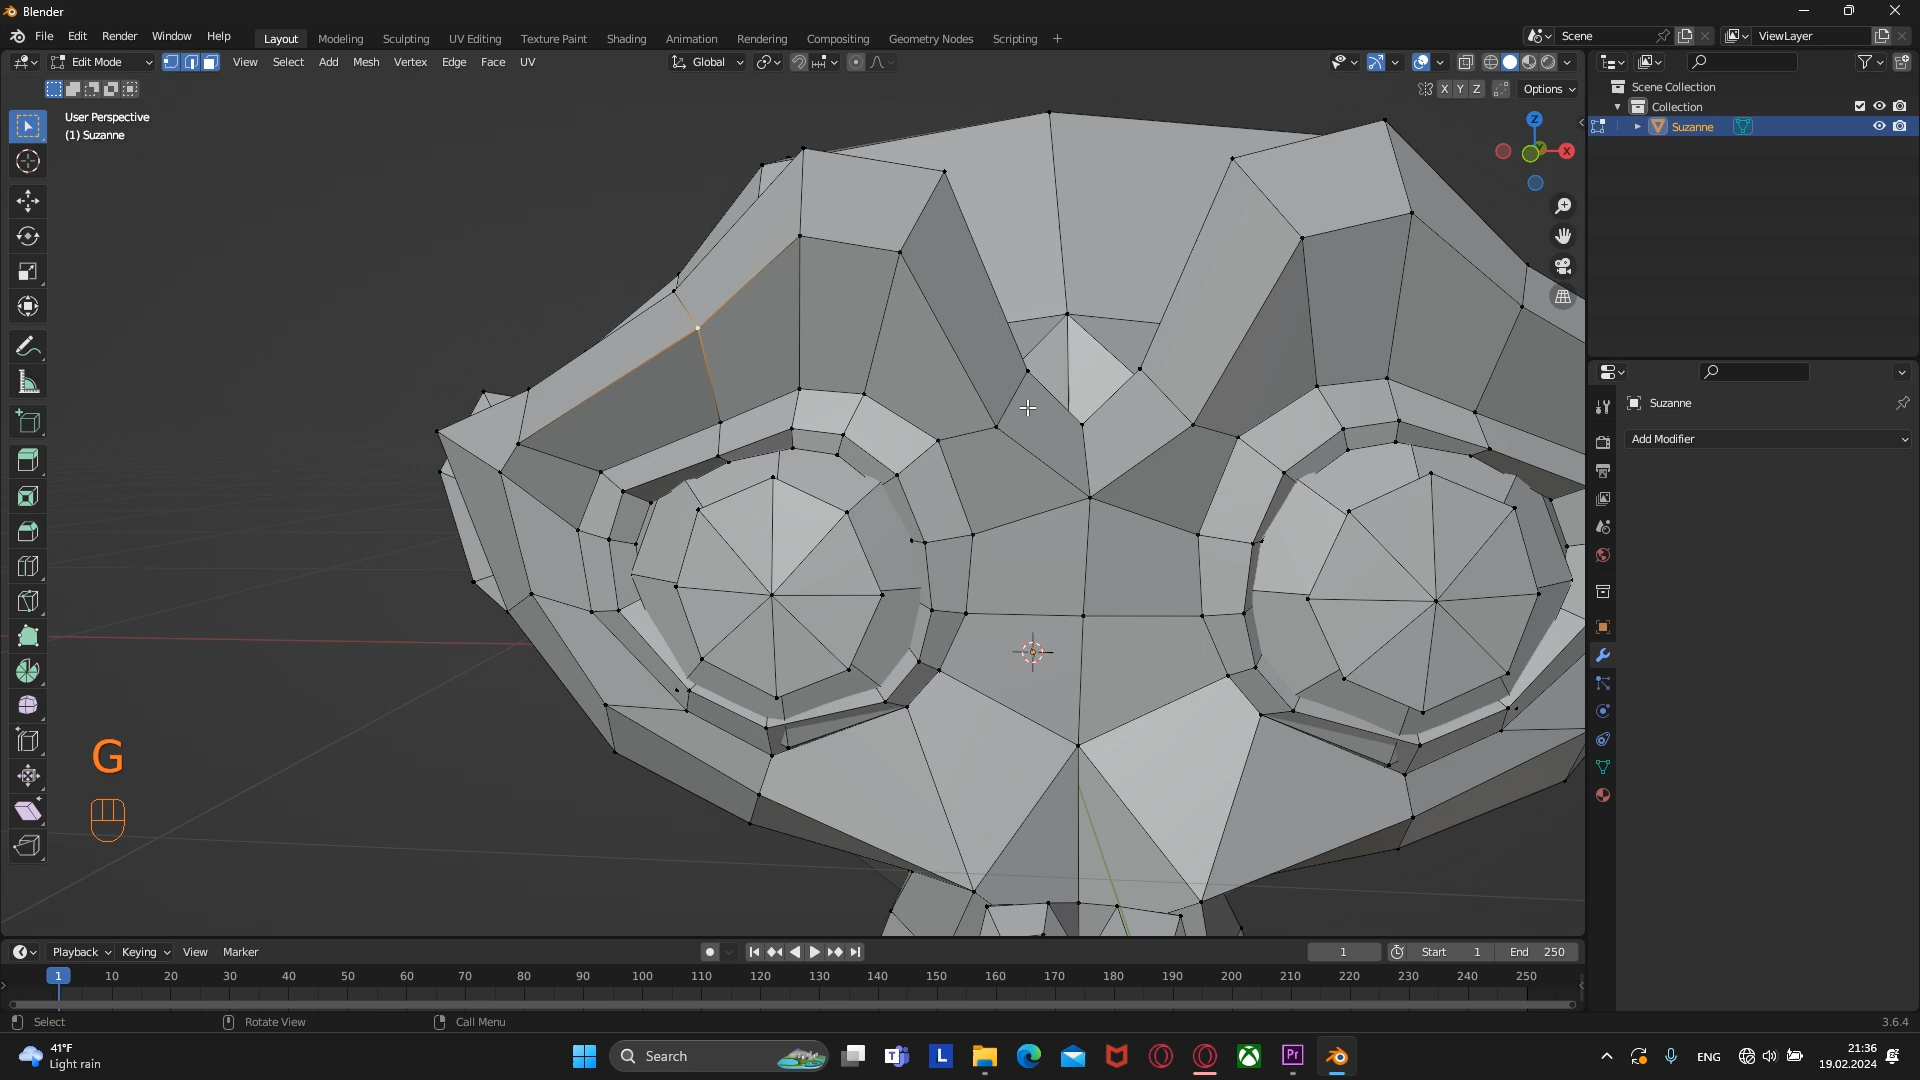 Blender
File Edit Render Window Help
Layout Modeling Sculpting UV Editing Texture Paint Shading Animation Rendering Compositing Geometry Nodes Scripting +
Scene
ViewLayer
Edit Mode View Select Add Mesh Vertex Edge Face UV
Global
X Y Z
Options
User Perspective
(1) Suzanne
Z
X
Scene Collection
Collection
Suzanne
Suzanne
Add Modifier
G
Playback Keying View Marker
1
Start 1
End 250
1 10 20 30 40 50 60 70 80 90 100 110 120 130 140 150 160 170 180 190 200 210 220 230 240 250
Select
Rotate View
Call Menu
3.6.4
41°F
Light rain
Search
L
Pr
ENG
21:36
19.02.2024